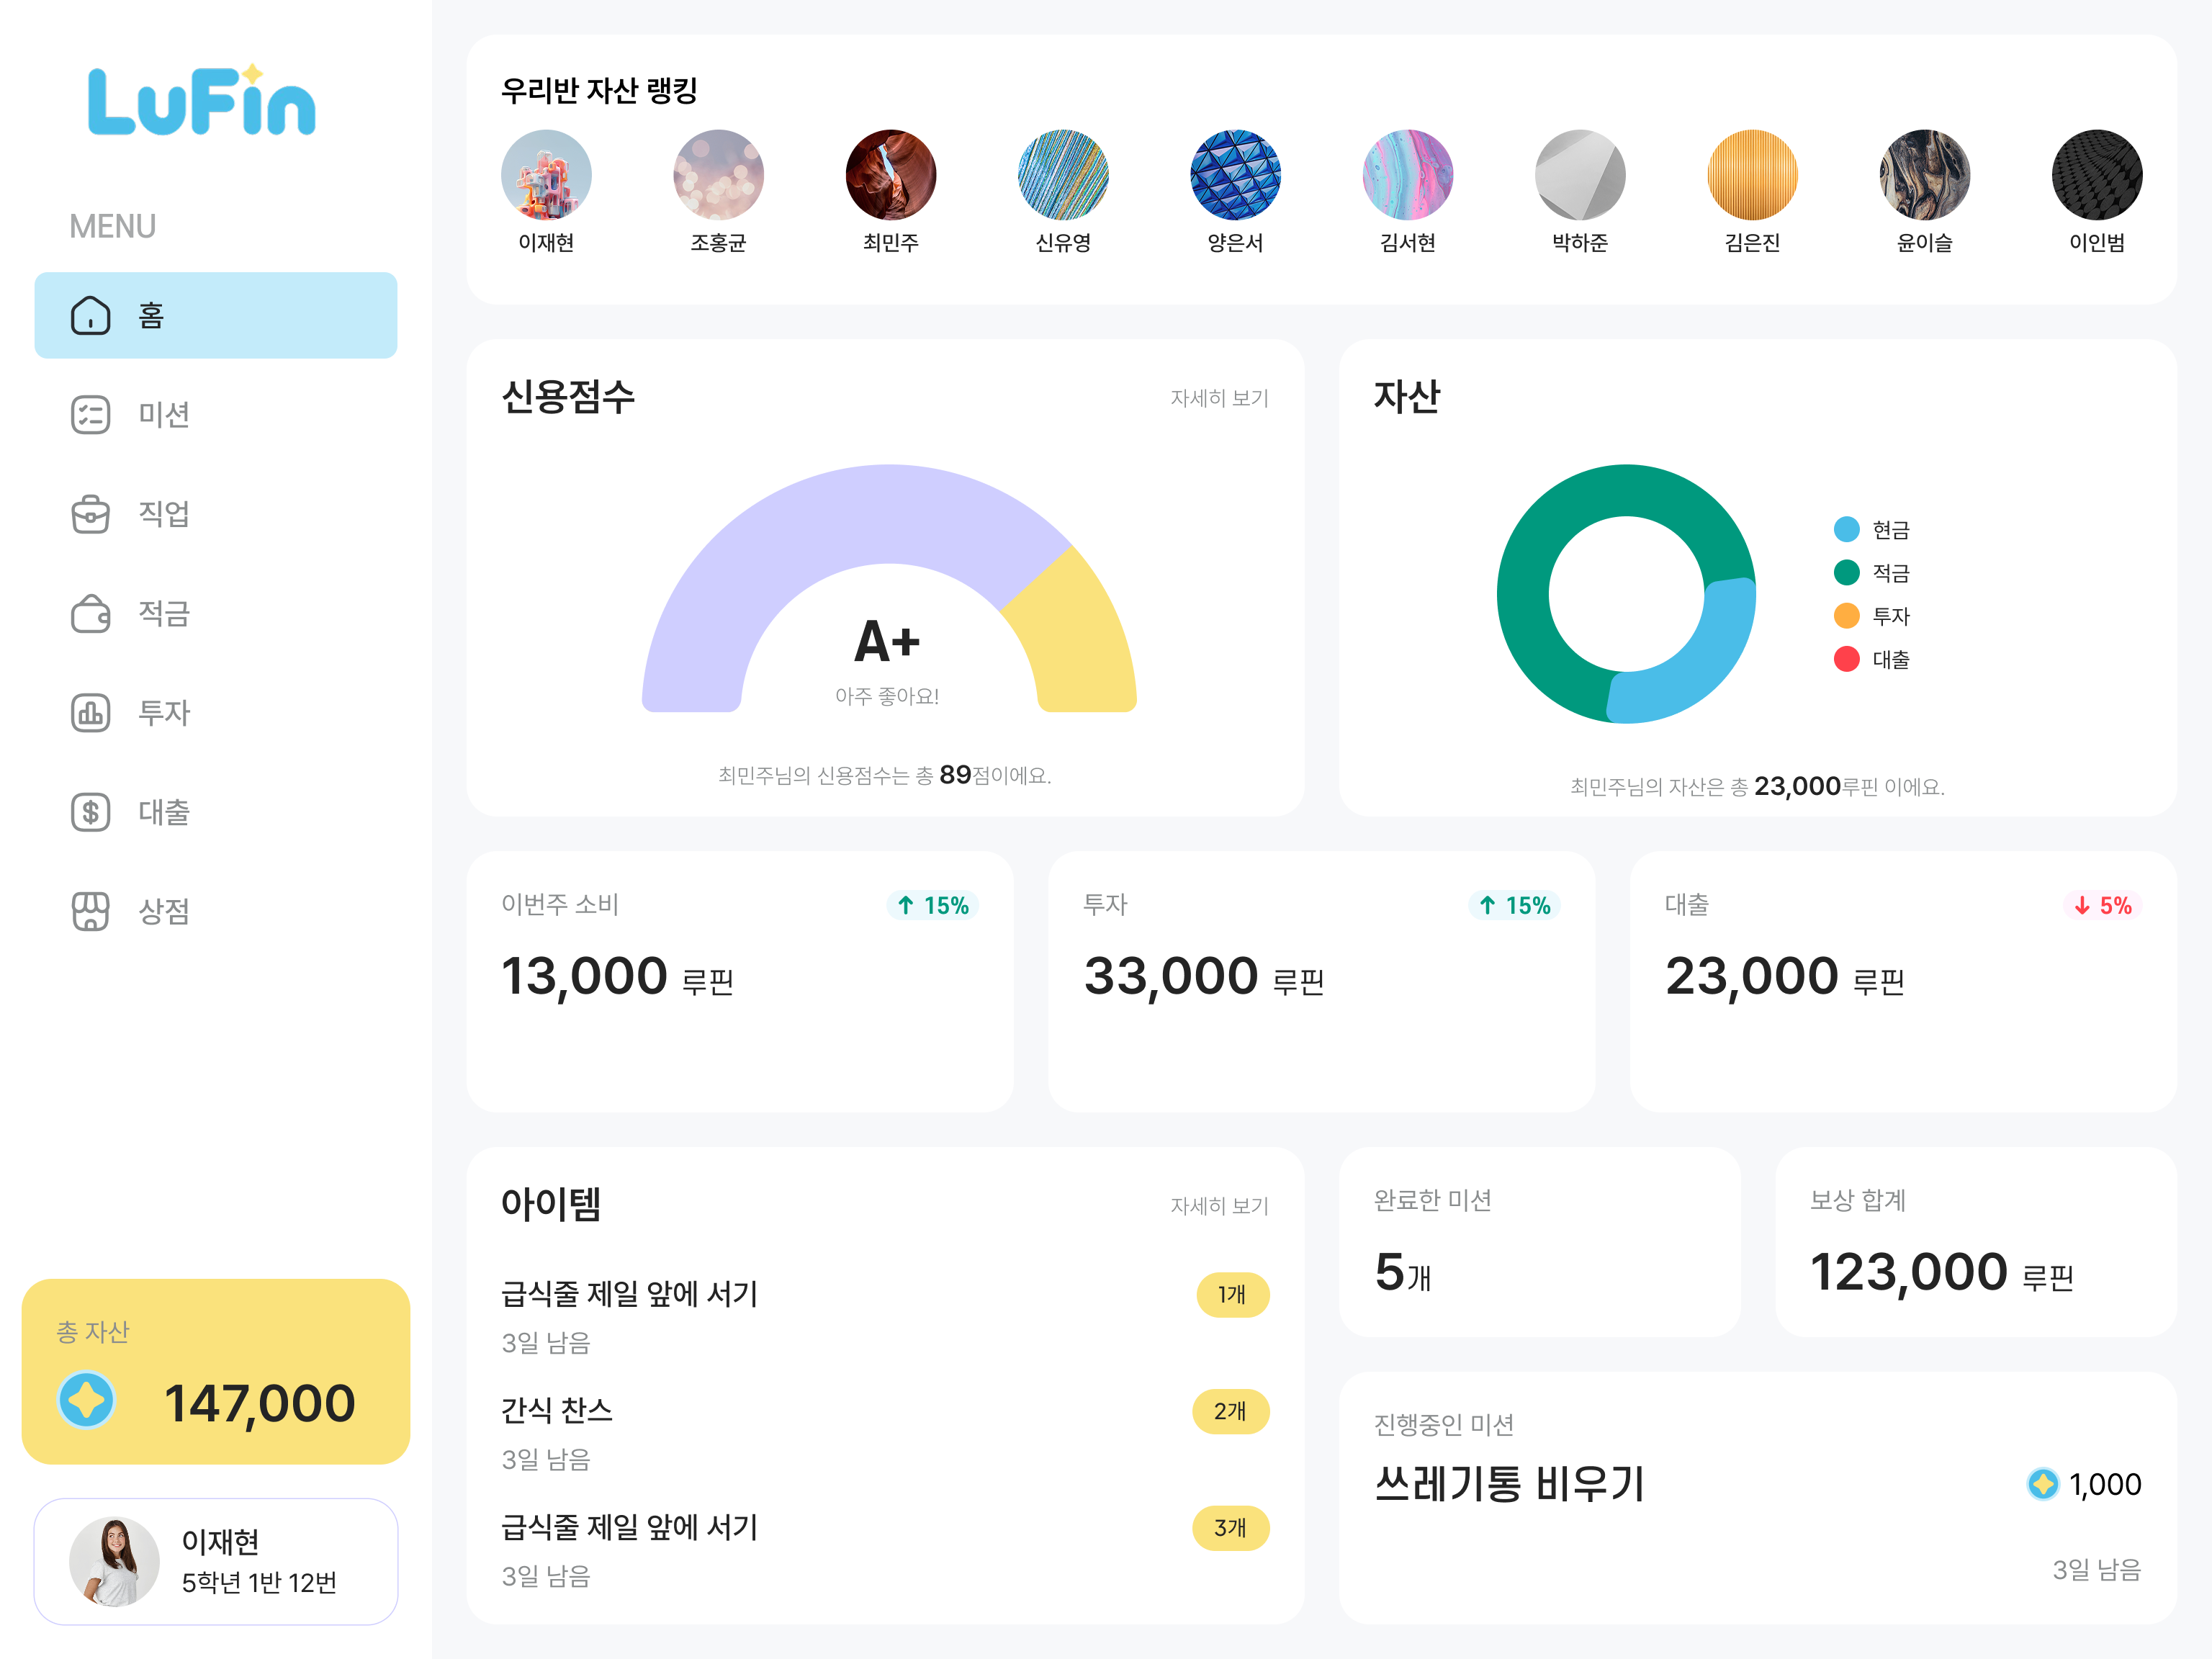 LuFin
MENU
홈
미션
직업
적금
투자
대출
상점
총 자산
147,000
이재현
5학년 1반 12번
우리반 자산 랭킹
이재현 조홍균 최민주 신유영 양은서 김서현 박하준 김은진 윤이슬 이인범
신용점수 자세히 보기
A+
아주 좋아요!
최민주님의 신용점수는 총 89점이에요.
자산
현금
적금
투자
대출
최민주님의 자산은 총 23,000루핀 이에요.
이번주 소비 15%
13,000 루핀
투자 15%
33,000 루핀
대출 5%
23,000 루핀
아이템 자세히 보기
급식줄 제일 앞에 서기 1개
3일 남음
간식 찬스 2개
3일 남음
급식줄 제일 앞에 서기 3개
3일 남음
완료한 미션
5개
보상 합계
123,000 루핀
진행중인 미션
쓰레기통 비우기 1,000
3일 남음